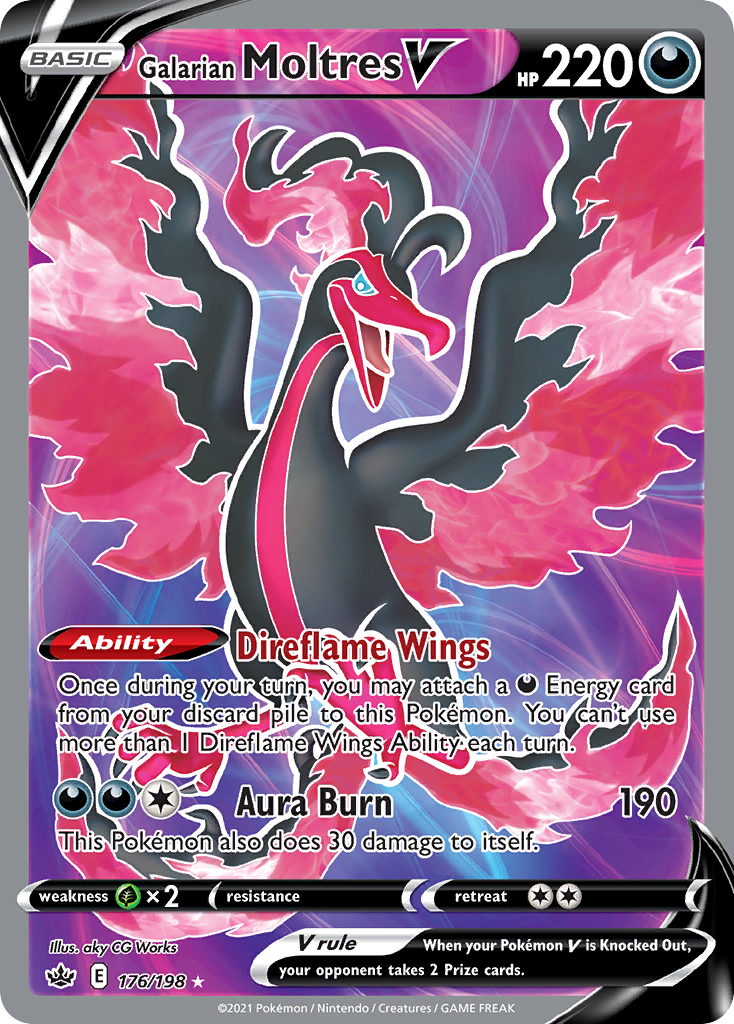 BASIC Galarian Moltres V HP 220
Ability Direflame Wings
Once during your turn, you may attach a Energy card
from your discard pile to this Pokémon. You can't use
more than 1 Direflame Wings Ability each turn.
Aura Burn 190
This Pokémon also does 30 damage to itself.
weakness ×2 resistance retreat
Illus. aky CG Works
V rule When your Pokémon V is Knocked Out,
your opponent takes 2 Prize cards.
E 176/198
©2021 Pokémon / Nintendo / Creatures / GAME FREAK